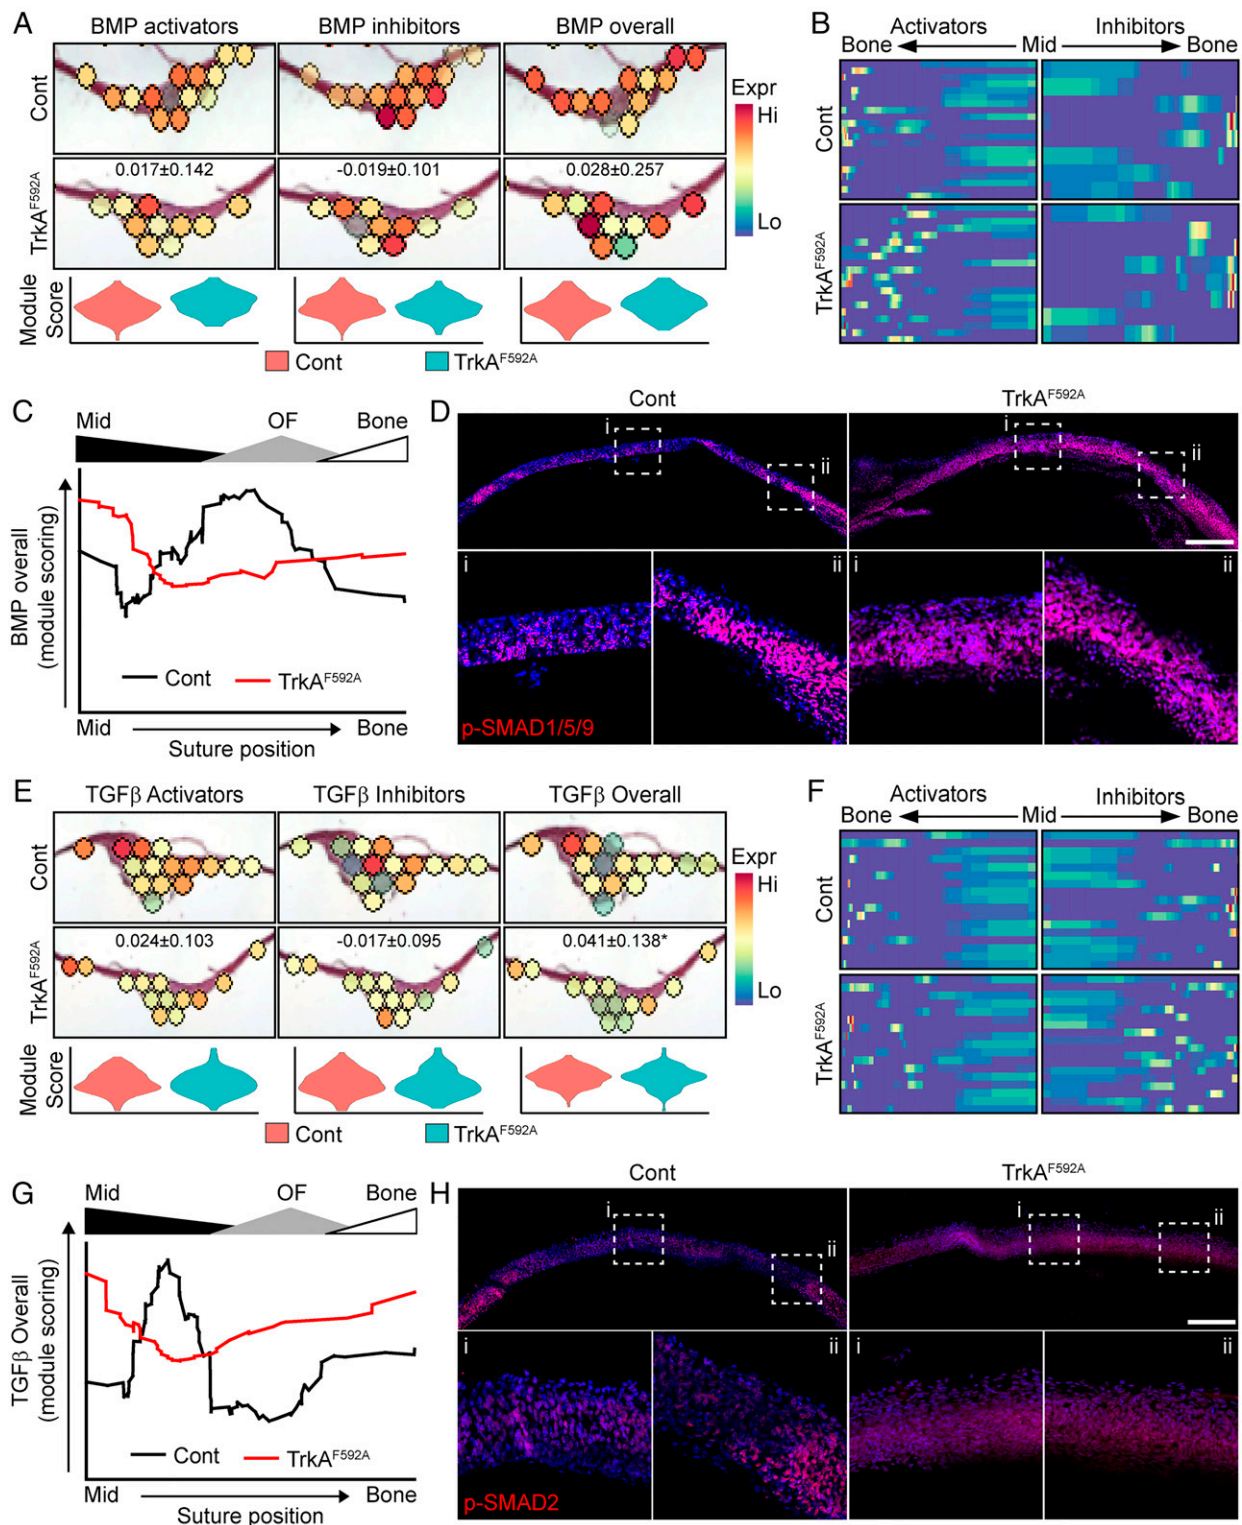 A
BMP activators
BMP inhibitors
BMP overall
Cont
TrkA^F592A
0.017±0.142
-0.019±0.101
0.028±0.257
Expr
Hi
Lo
Module Score
Cont
TrkA^F592A
B
Activators
Inhibitors
Bone
Mid
Bone
Cont
TrkA^F592A
C
Mid
OF
Bone
BMP overall
(module scoring)
Cont
TrkA^F592A
Mid
Bone
Suture position
D
Cont
TrkA^F592A
i
ii
i
ii
i
ii
i
ii
p-SMAD1/5/9
E
TGFβ Activators
TGFβ Inhibitors
TGFβ Overall
Cont
TrkA^F592A
0.024±0.103
-0.017±0.095
0.041±0.138*
Expr
Hi
Lo
Module Score
Cont
TrkA^F592A
F
Activators
Inhibitors
Bone
Mid
Bone
Cont
TrkA^F592A
G
Mid
OF
Bone
TGFβ Overall
(module scoring)
Cont
TrkA^F592A
Mid
Bone
Suture position
H
Cont
TrkA^F592A
i
ii
i
ii
i
ii
i
ii
p-SMAD2